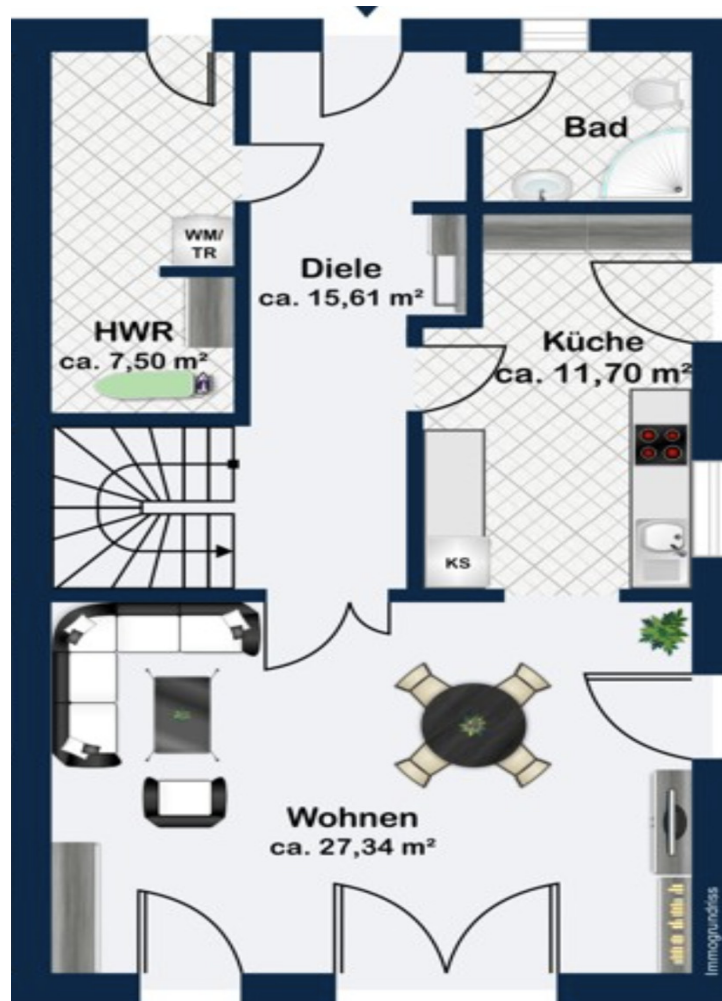 Bad
WM/
TR
Diele
ca. 15,61 m²
HWR
ca. 7,50 m²
Küche
ca. 11,70 m²
KS
Wohnen
ca. 27,34 m²
Immogrundriss